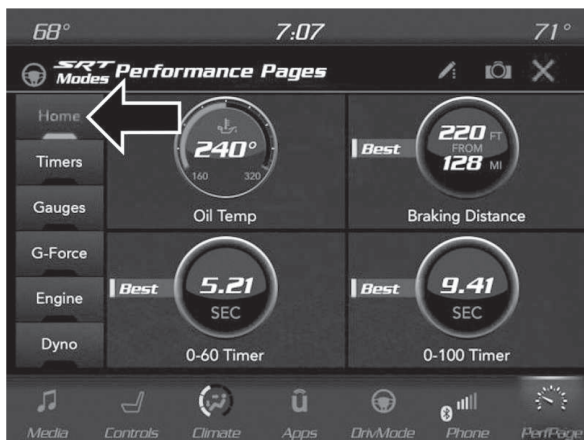 68° 7:07 71°
SRT Modes Performance Pages
Home
Timers
Gauges
G-Force
Engine
Dyno
240°
160 320
Oil Temp
Best 220 FT
FROM
128 MI
Braking Distance
Best 5.21
SEC
0-60 Timer
Best 9.41
SEC
0-100 Timer
Media Controls Climate Apps DrivMode Phone PerfPage